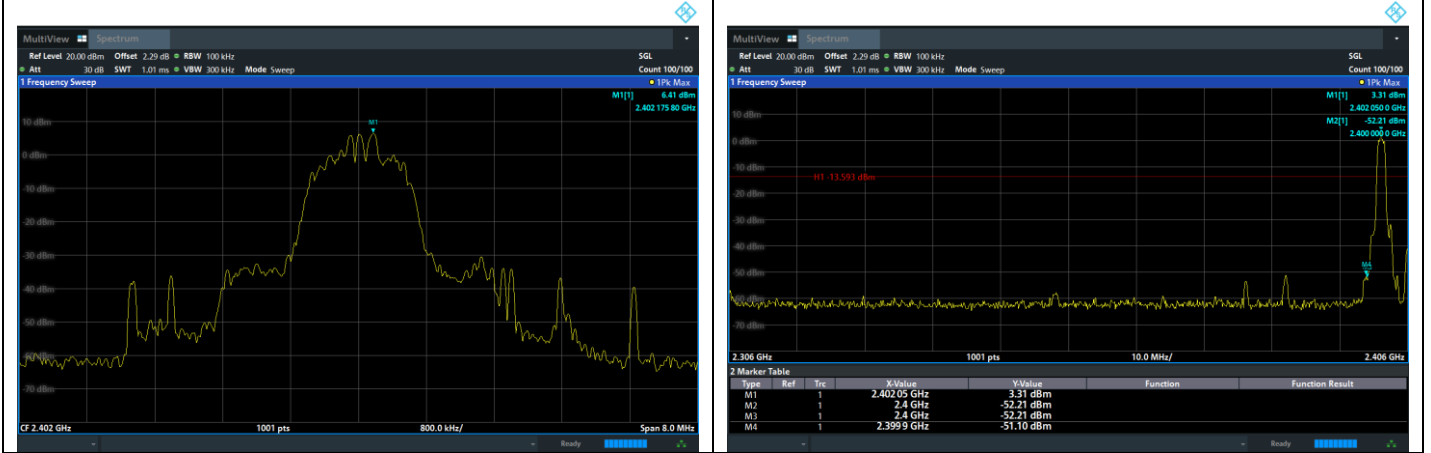 MultiView Spectrum
Ref Level 20.00 dBm Offset 2.29 dB RBW 100 kHz SGL
Att 30 dB SWT 1.01 ms VBW 300 kHz Mode Sweep Count 100/100
1 Frequency Sweep 1Pk Max
M1[1] 6.41 dBm
2.402 175 80 GHz
M1
10 dBm
0 dBm
-10 dBm
-20 dBm
-30 dBm
-40 dBm
-50 dBm
-60 dBm
-70 dBm
CF 2.402 GHz 1001 pts 800.0 kHz/ Span 8.0 MHz
Ready
MultiView Spectrum
Ref Level 20.00 dBm Offset 2.29 dB RBW 100 kHz SGL
Att 30 dB SWT 1.01 ms VBW 300 kHz Mode Sweep Count 100/100
1 Frequency Sweep 1Pk Max
M1[1] 3.31 dBm
2.402 050 0 GHz
M2[1] -52.21 dBm
2.400 000 0 GHz
10 dBm
0 dBm
-10 dBm
H1 -13.593 dBm
-20 dBm
-30 dBm
-40 dBm
-50 dBm
M4
-60 dBm
-70 dBm
2.306 GHz 1001 pts 10.0 MHz/ 2.406 GHz
2 Marker Table
Type Ref Trc X-Value Y-Value Function Function Result
M1 1 2.40205 GHz 3.31 dBm
M2 1 2.4 GHz -52.21 dBm
M3 1 2.4 GHz -52.21 dBm
M4 1 2.3999 GHz -51.10 dBm
Ready